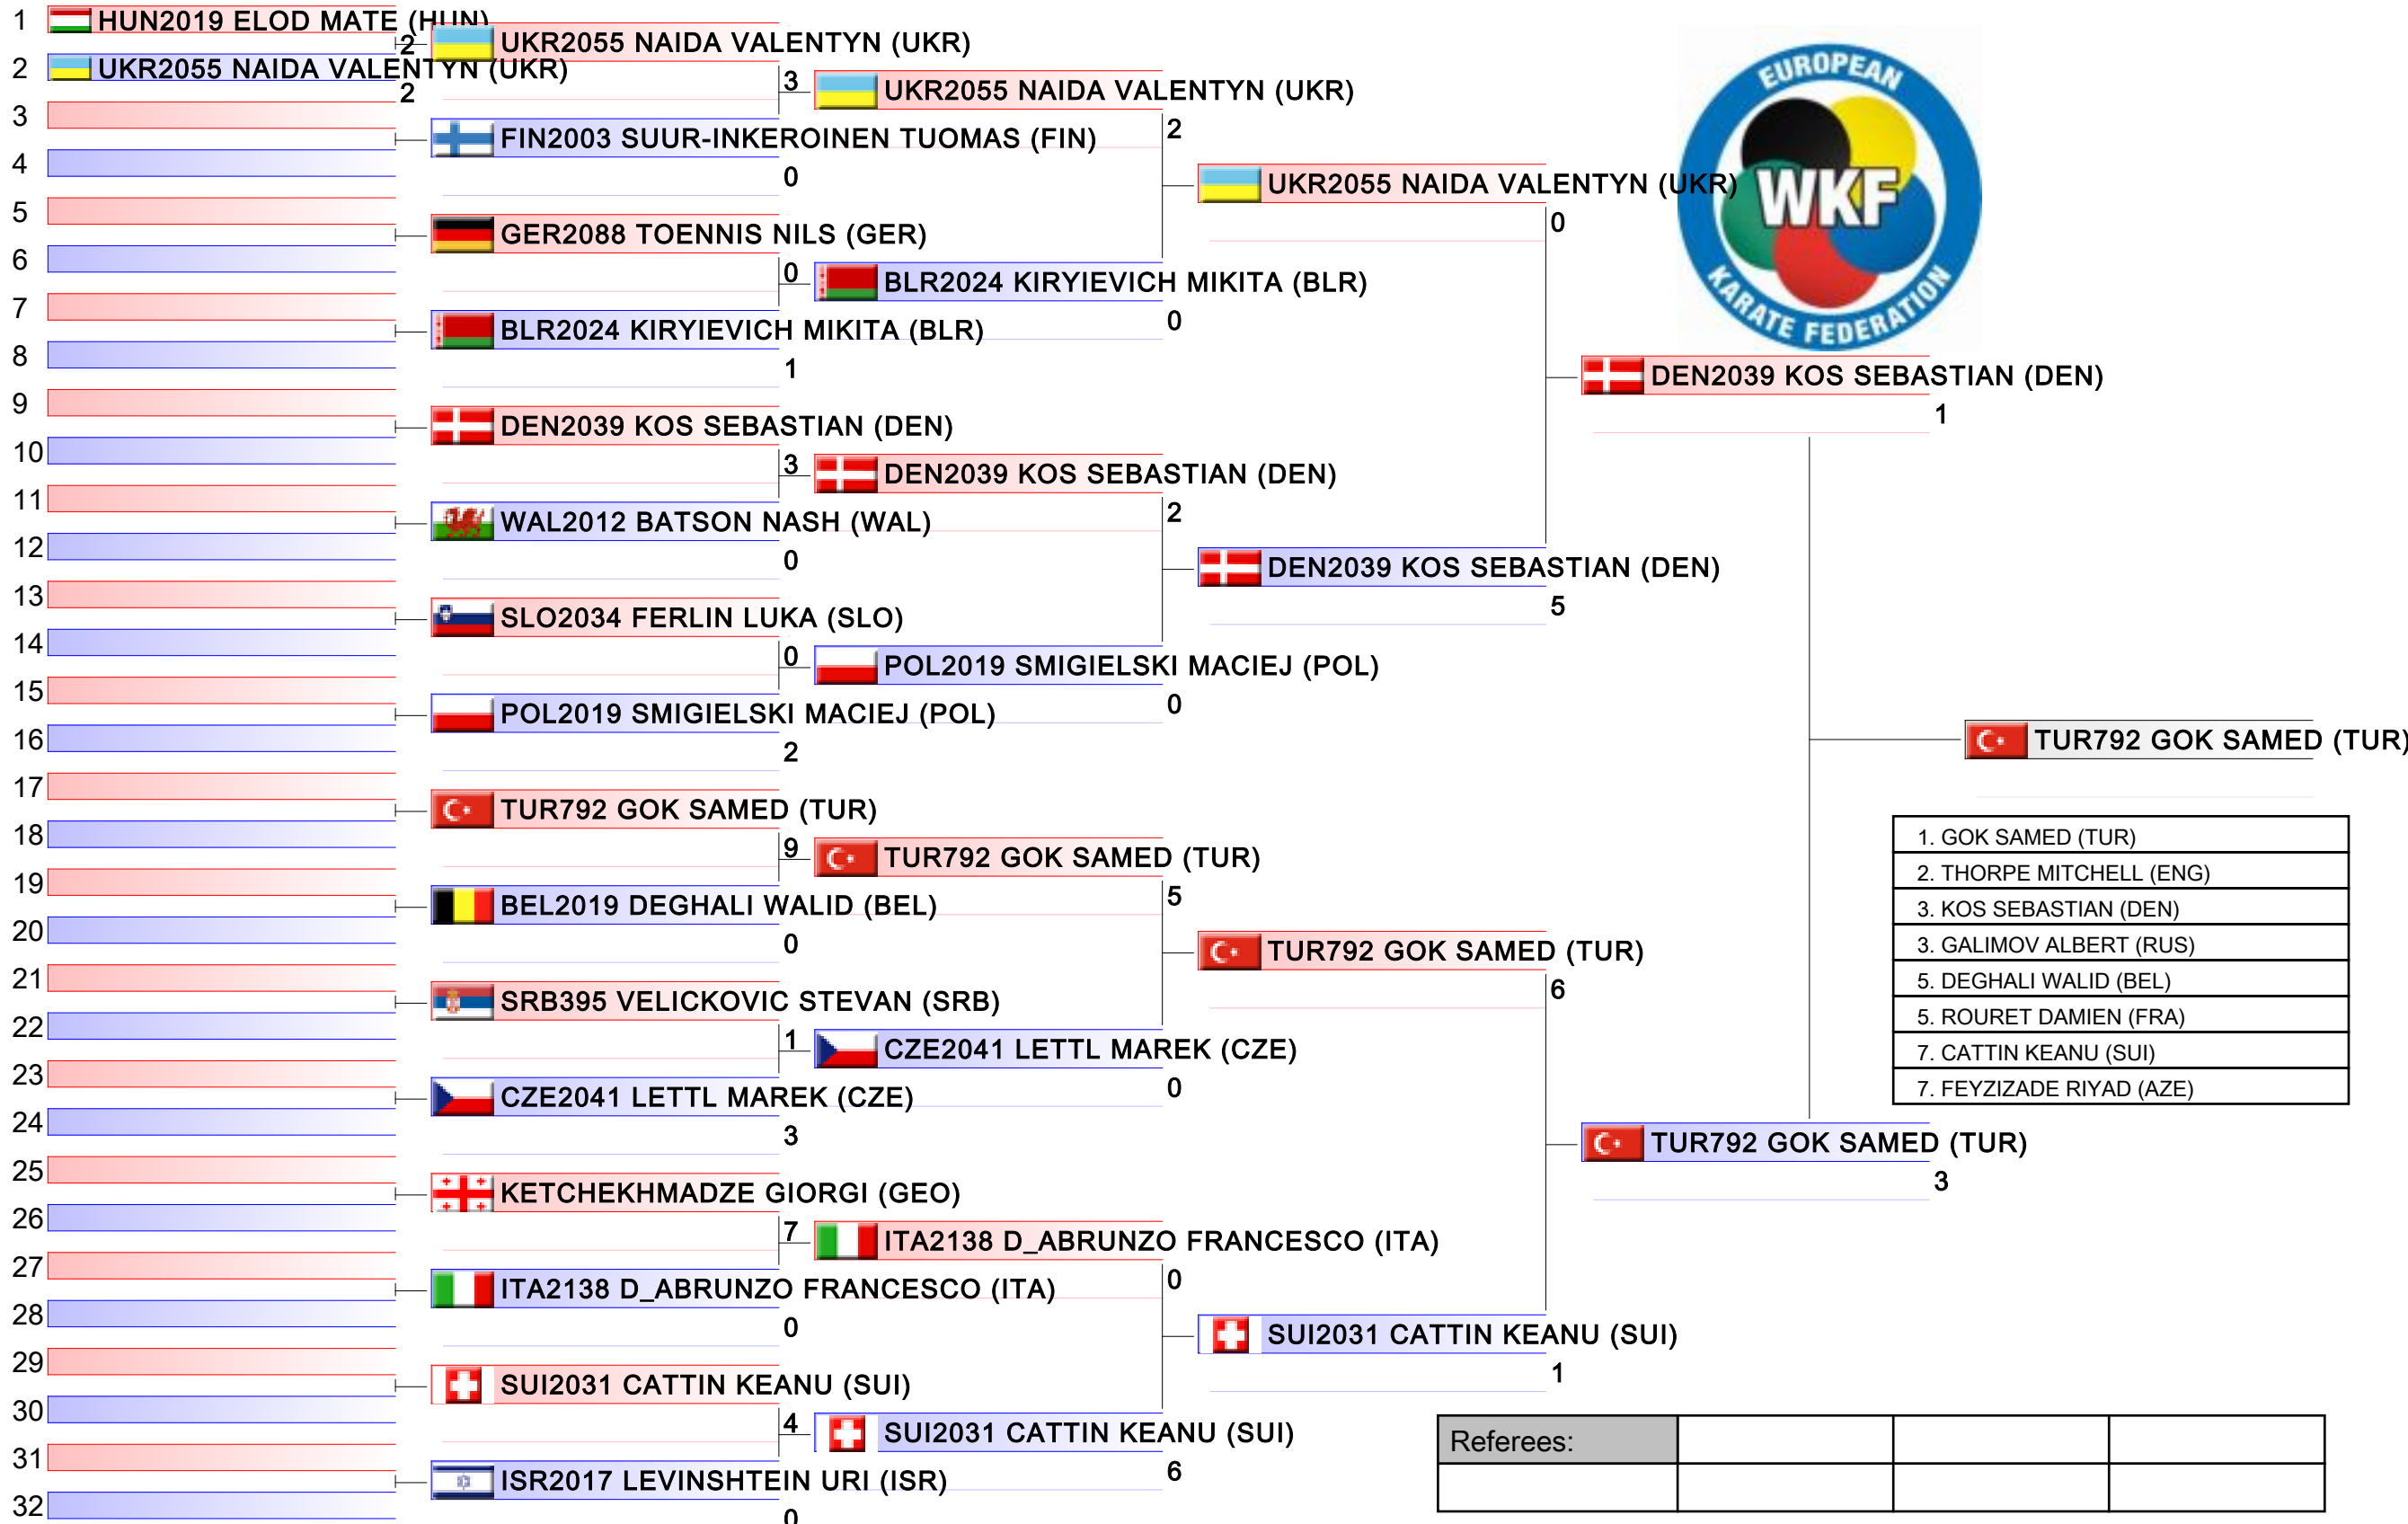 1 HUN2019 ELOD MATE (HUN)
2
2 UKR2055 NAIDA VALENTYN (UKR)
2
3
4
5
6
7
8
9
10
11
12
13
14
15
16
17
18
19
20
21
22
23
24
25
26
27
28
29
30
31
32
UKR2055 NAIDA VALENTYN (UKR)
3
FIN2003 SUUR-INKEROINEN TUOMAS (FIN)
0
GER2088 TOENNIS NILS (GER)
0
BLR2024 KIRYIEVICH MIKITA (BLR)
1
DEN2039 KOS SEBASTIAN (DEN)
3
WAL2012 BATSON NASH (WAL)
0
SLO2034 FERLIN LUKA (SLO)
0
POL2019 SMIGIELSKI MACIEJ (POL)
2
TUR792 GOK SAMED (TUR)
9
BEL2019 DEGHALI WALID (BEL)
0
SRB395 VELICKOVIC STEVAN (SRB)
1
CZE2041 LETTL MAREK (CZE)
3
KETCHEKHMADZE GIORGI (GEO)
7
ITA2138 D_ABRUNZO FRANCESCO (ITA)
0
SUI2031 CATTIN KEANU (SUI)
4
ISR2017 LEVINSHTEIN URI (ISR)
0
UKR2055 NAIDA VALENTYN (UKR)
2
BLR2024 KIRYIEVICH MIKITA (BLR)
0
DEN2039 KOS SEBASTIAN (DEN)
2
POL2019 SMIGIELSKI MACIEJ (POL)
0
TUR792 GOK SAMED (TUR)
5
CZE2041 LETTL MAREK (CZE)
0
ITA2138 D_ABRUNZO FRANCESCO (ITA)
0
SUI2031 CATTIN KEANU (SUI)
6
UKR2055 NAIDA VALENTYN (UKR)
0
DEN2039 KOS SEBASTIAN (DEN)
5
TUR792 GOK SAMED (TUR)
6
SUI2031 CATTIN KEANU (SUI)
1
EUROPEAN
WKF
KARATE FEDERATION
DEN2039 KOS SEBASTIAN (DEN)
1
TUR792 GOK SAMED (TUR)
3
TUR792 GOK SAMED (TUR)
1. GOK SAMED (TUR)
2. THORPE MITCHELL (ENG)
3. KOS SEBASTIAN (DEN)
3. GALIMOV ALBERT (RUS)
5. DEGHALI WALID (BEL)
5. ROURET DAMIEN (FRA)
7. CATTIN KEANU (SUI)
7. FEYZIZADE RIYAD (AZE)
Referees: